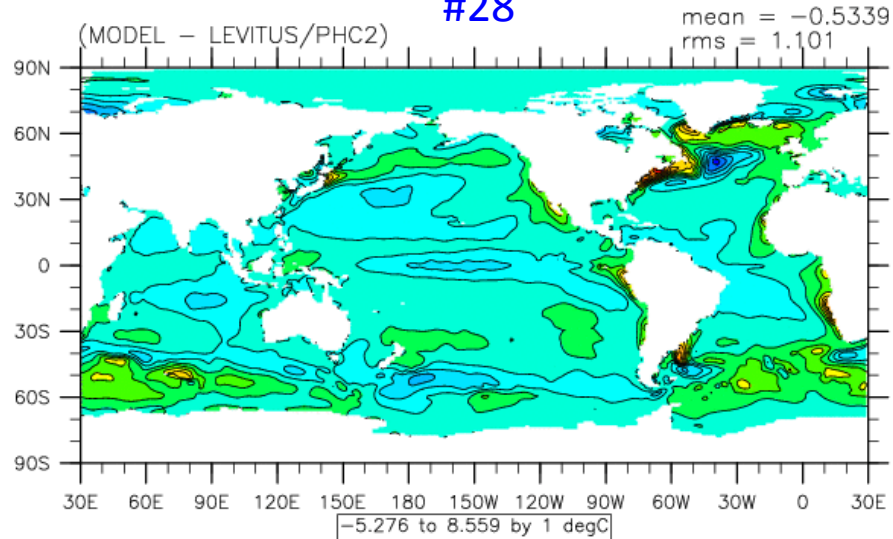 #28
(MODEL - LEVITUS/PHC2)
mean = -0.5339
rms = 1.101
90N
60N
30N
0
30S
60S
90S
30E 60E 90E 120E 150E 180 150W 120W 90W 60W 30W 0 30E
-5.276 to 8.559 by 1 degC